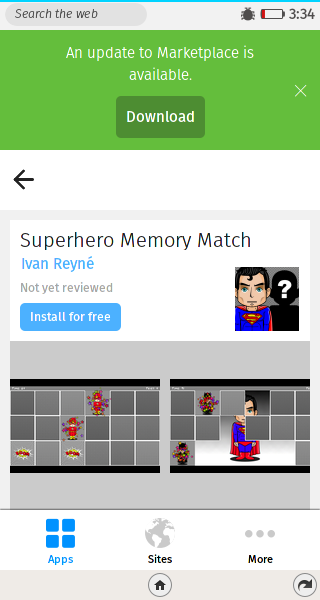 Search the web
3:34
An update to Marketplace is
available.
Download
Superhero Memory Match
Ivan Reyné
Not yet reviewed
?
Install for free
Apps
Sites
More